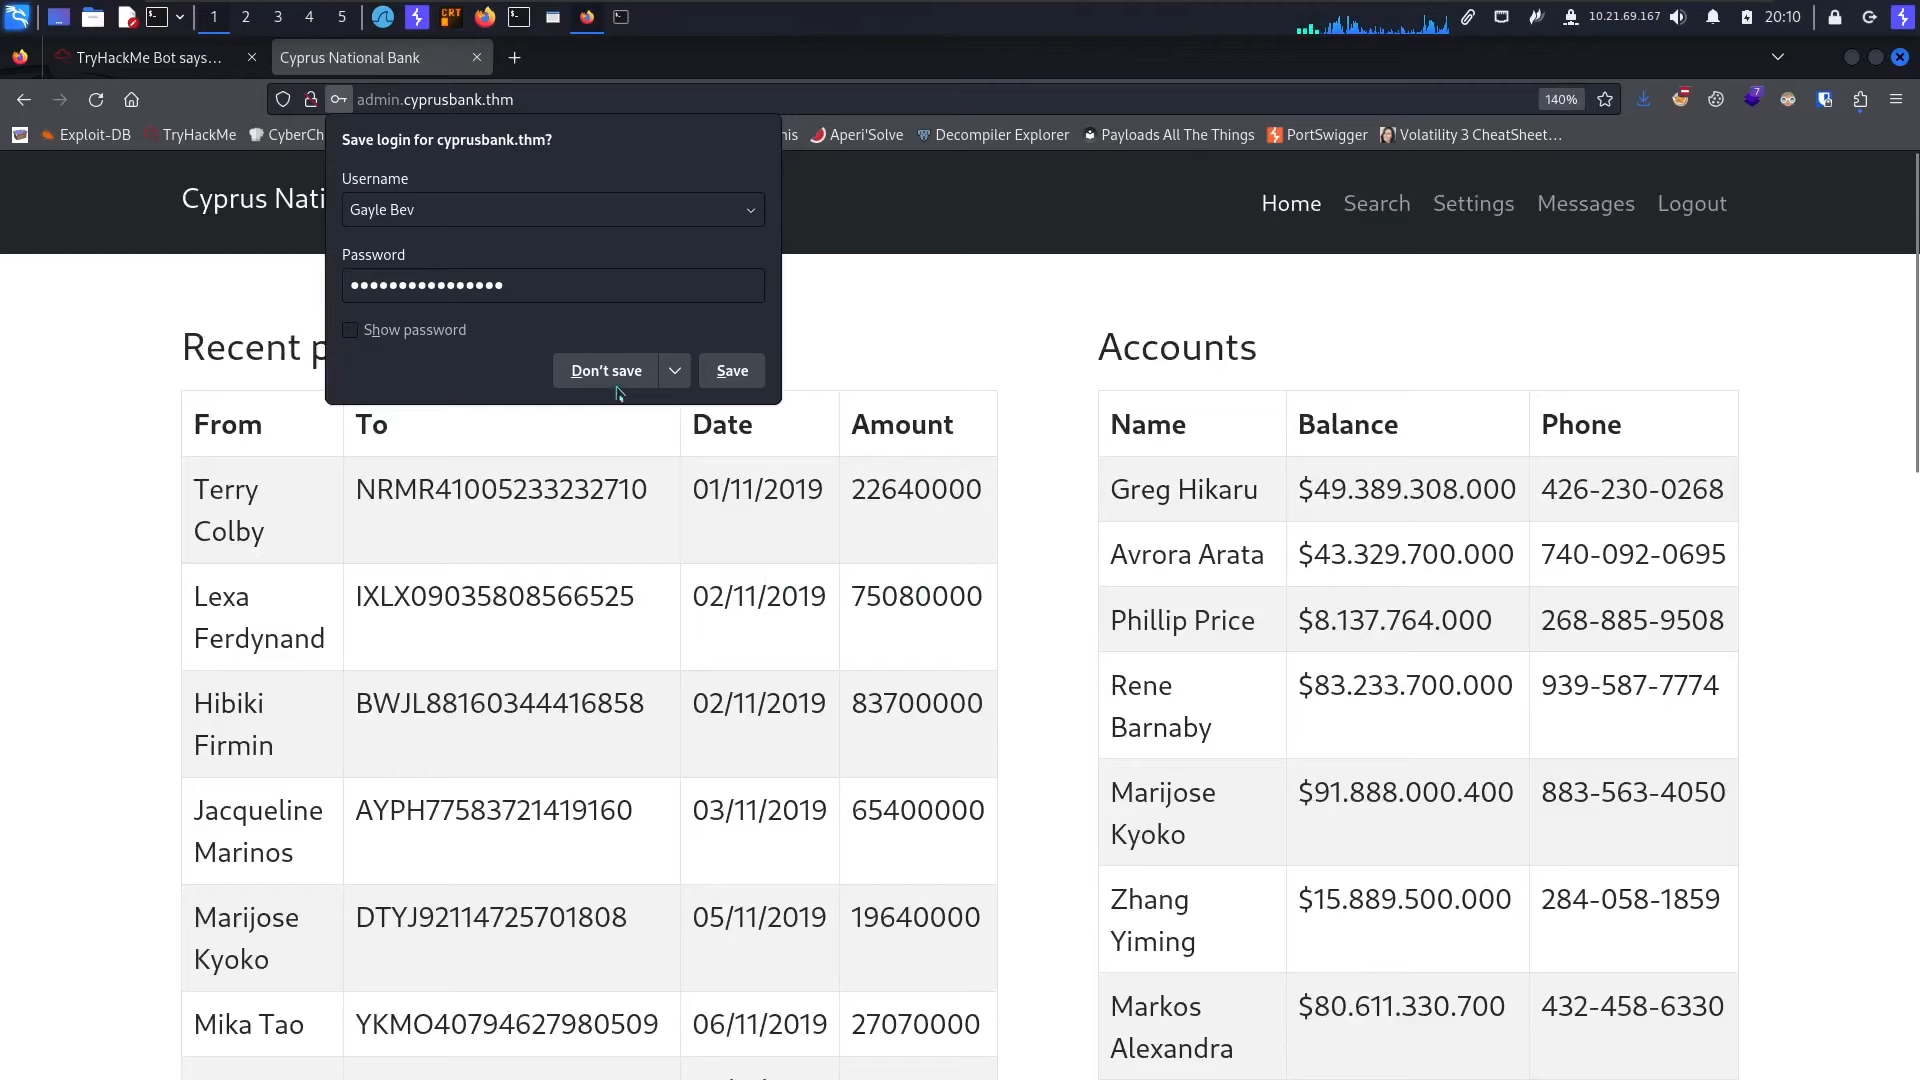 1 2 3 4 5
CRT
10.21.69.167
20:10
TryHackMe Bot says...
Cyprus National Bank
admin.cyprusbank.thm
140%
7
Exploit-DB
TryHackMe
CyberCh
Aperi'Solve
Decompiler Explorer
Payloads All The Things
PortSwigger
Volatility 3 CheatSheet...
Save login for cyprusbank.thm?
Username
Gayle Bev
Password
••••••••••••••••
Show password
Don't save
Save
Cyprus Nati
Home Search Settings Messages Logout
Recent p
From To Date Amount
Terry Colby NRMR41005233232710 01/11/2019 22640000
Lexa Ferdynand IXLX09035808566525 02/11/2019 75080000
Hibiki Firmin BWJL88160344416858 02/11/2019 83700000
Jacqueline Marinos AYPH77583721419160 03/11/2019 65400000
Marijose Kyoko DTYJ92114725701808 05/11/2019 19640000
Mika Tao YKMO40794627980509 06/11/2019 27070000
Accounts
Name Balance Phone
Greg Hikaru $49.389.308.000 426-230-0268
Avrora Arata $43.329.700.000 740-092-0695
Phillip Price $8.137.764.000 268-885-9508
Rene Barnaby $83.233.700.000 939-587-7774
Marijose Kyoko $91.888.000.400 883-563-4050
Zhang Yiming $15.889.500.000 284-058-1859
Markos Alexandra $80.611.330.700 432-458-6330